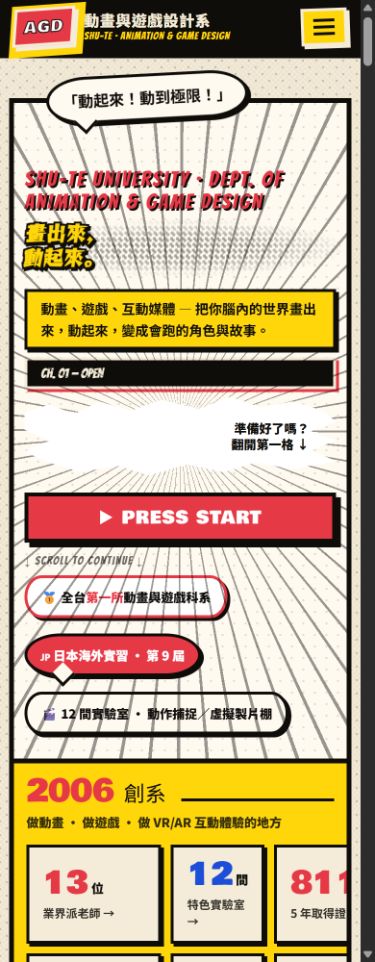 AGD
動畫與遊戲設計系
SHU-TE · ANIMATION & GAME DESIGN
「動起來！動到極限！」
SHU-TE UNIVERSITY · DEPT. OF
ANIMATION & GAME DESIGN
畫出來，
動起來。
動畫、遊戲、互動媒體 — 把你腦內的世界畫出
來，動起來，變成會跑的角色與故事。
CH. 01 — OPEN
準備好了嗎？
翻開第一格 ↓
▶ PRESS START
↓ SCROLL TO CONTINUE ↓
全台第一所動畫與遊戲科系
JP 日本海外實習 · 第 9 屆
12 間實驗室 · 動作捕捉／虛擬製片棚
2006 創系
做動畫 · 做遊戲 · 做 VR/AR 互動體驗的地方
13 位
業界派老師 →
12 間
特色實驗室
→
811
5 年取得證